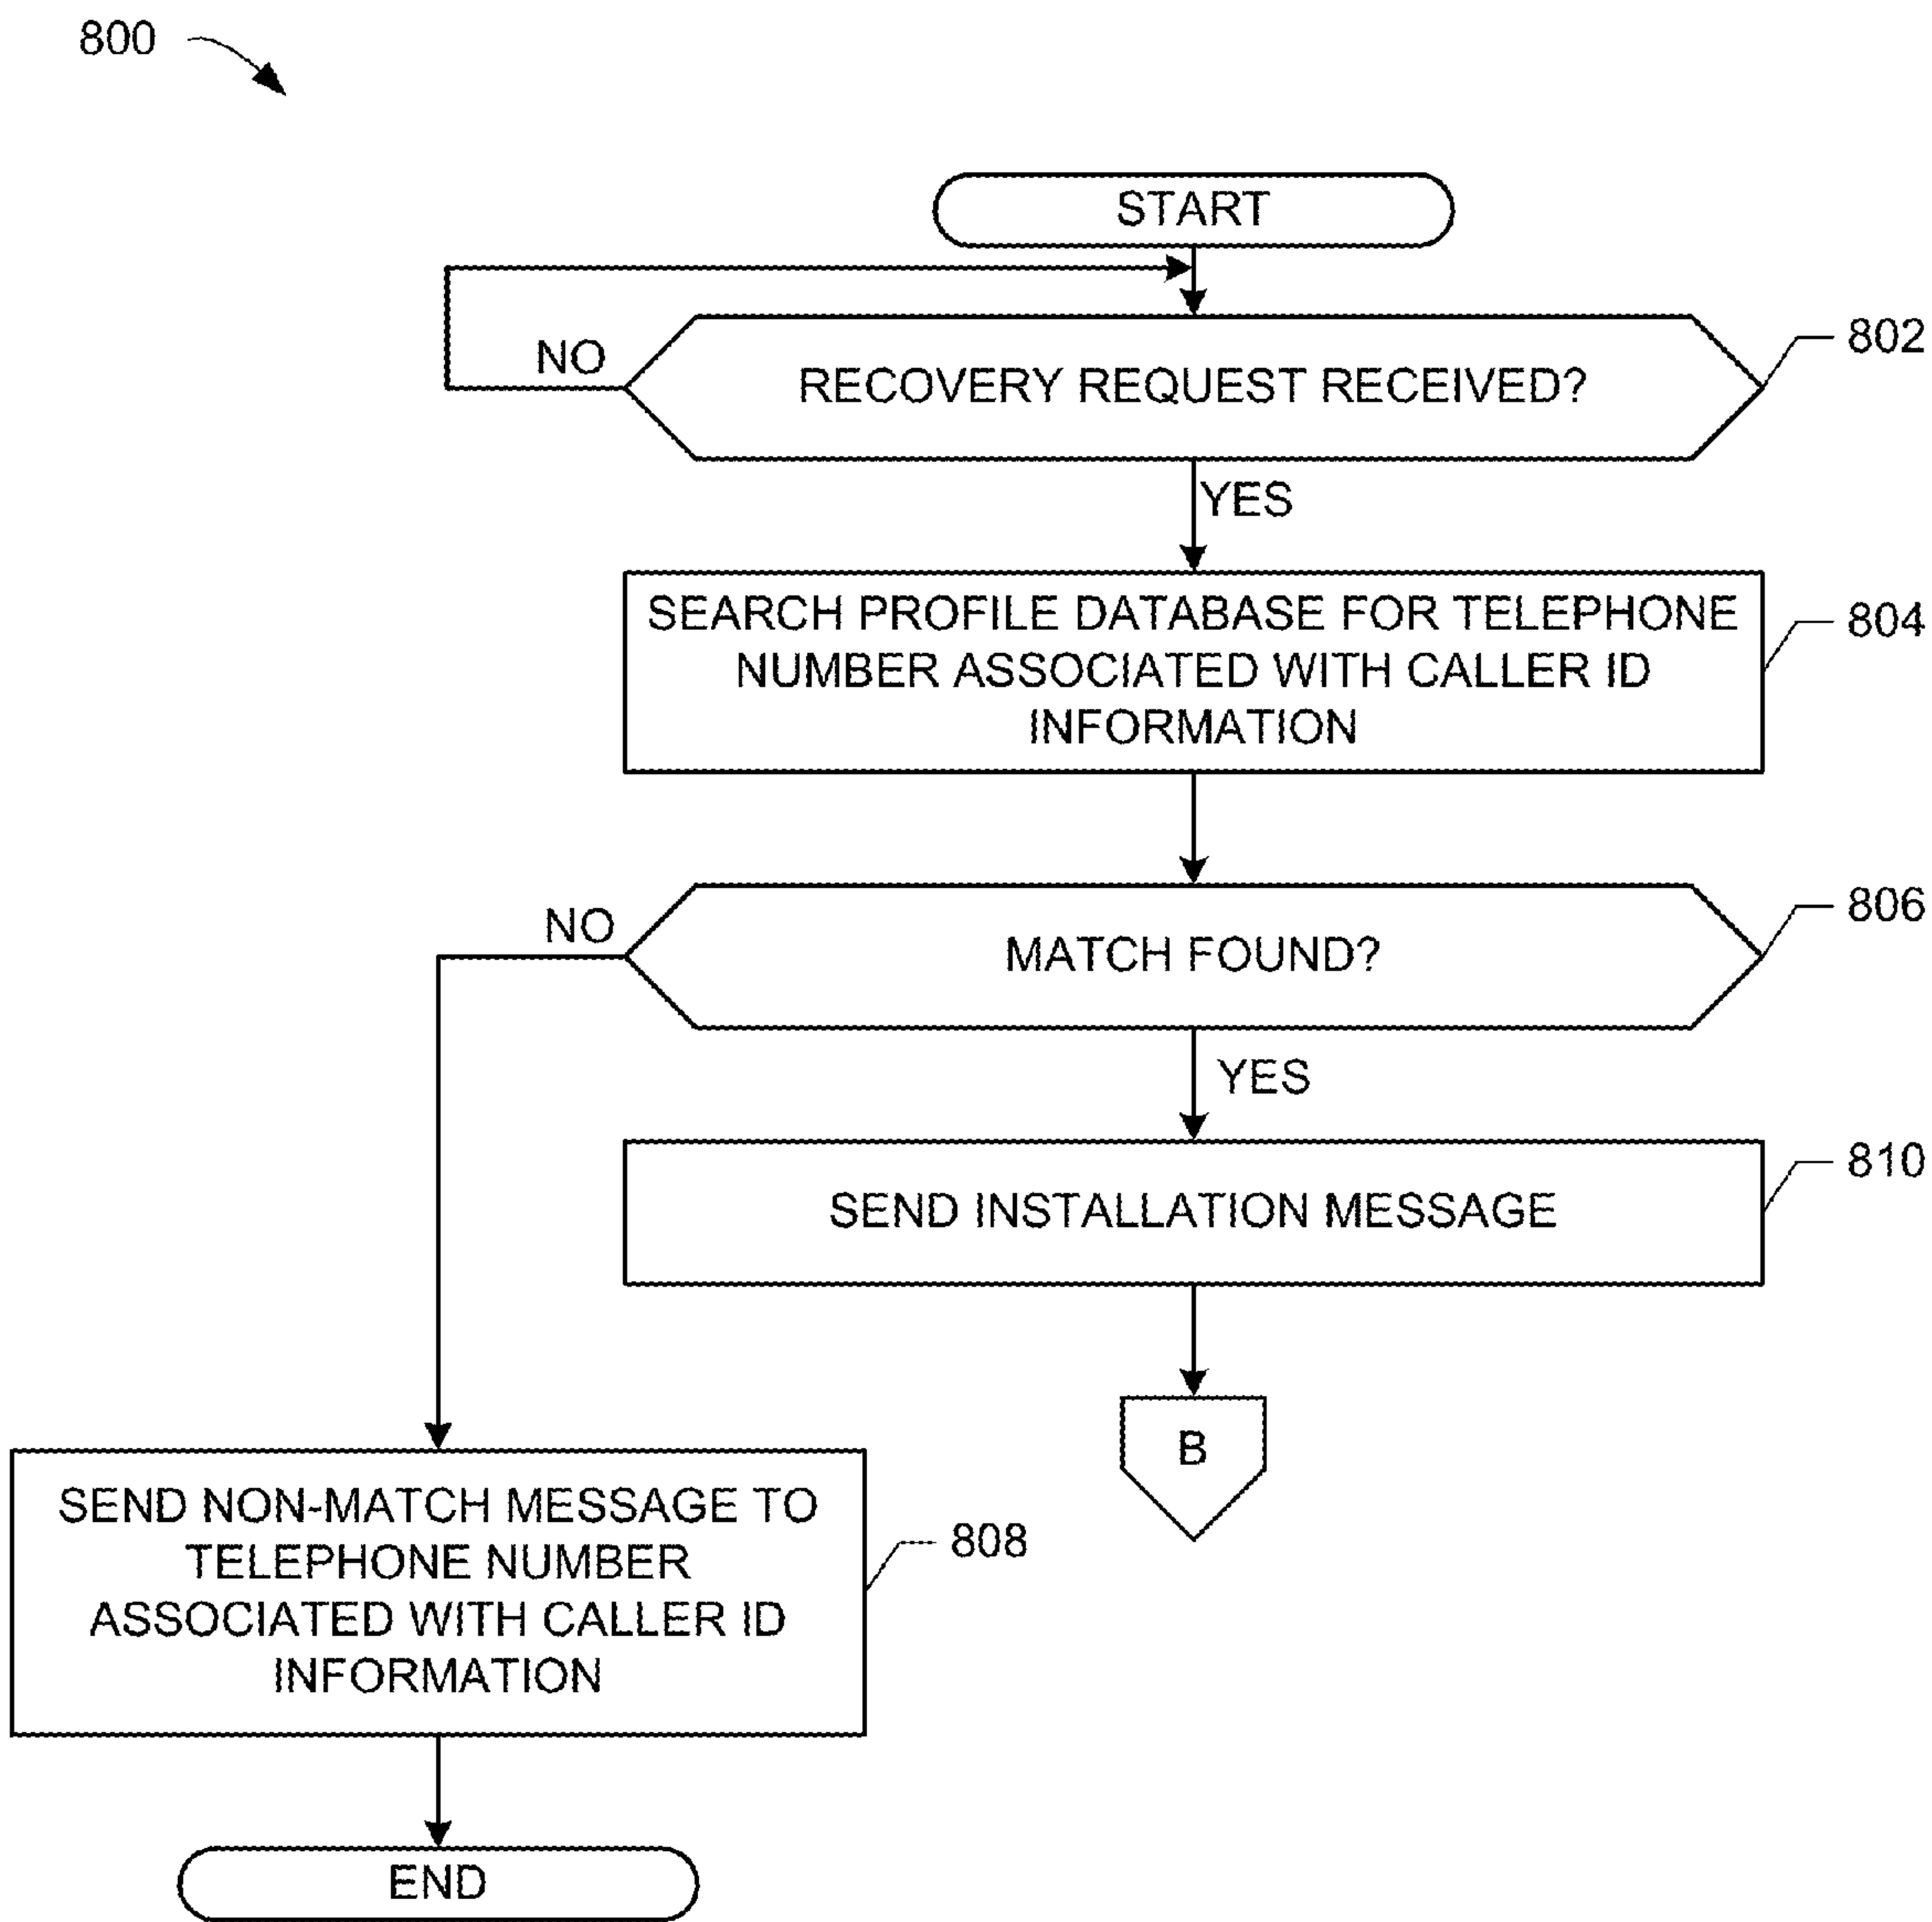 800
START
NO
RECOVERY REQUEST RECEIVED?
802
YES
SEARCH PROFILE DATABASE FOR TELEPHONE
NUMBER ASSOCIATED WITH CALLER ID
INFORMATION
804
NO
MATCH FOUND?
806
YES
SEND INSTALLATION MESSAGE
810
B
SEND NON-MATCH MESSAGE TO
TELEPHONE NUMBER
ASSOCIATED WITH CALLER ID
INFORMATION
808
END